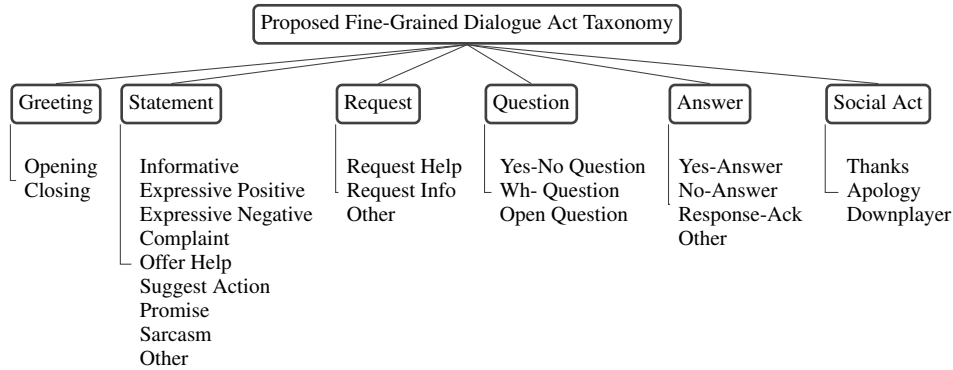 Proposed Fine-Grained Dialogue Act Taxonomy
Greeting
Opening
Closing
Statement
Informative
Expressive Positive
Expressive Negative
Complaint
Offer Help
Suggest Action
Promise
Sarcasm
Other
Request
Request Help
Request Info
Other
Question
Yes-No Question
Wh- Question
Open Question
Answer
Yes-Answer
No-Answer
Response-Ack
Other
Social Act
Thanks
Apology
Downplayer